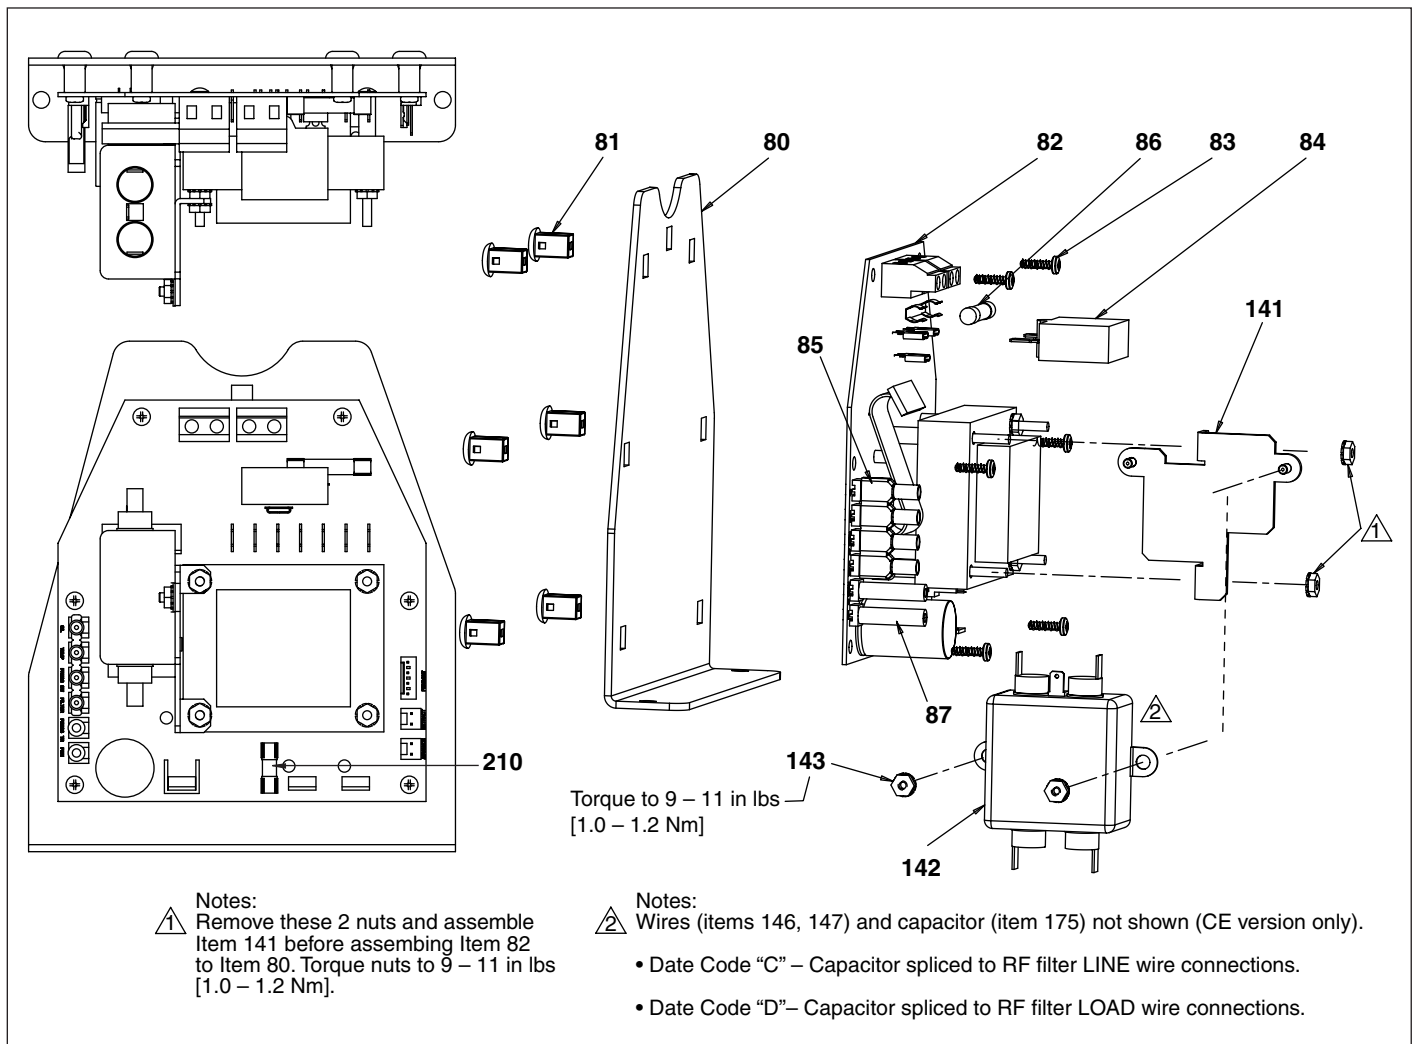 81
80
82
86
83
84
141
85
87
210
143
Torque to 9 – 11 in lbs
[1.0 – 1.2 Nm]
142
1
2
Notes:
1 Remove these 2 nuts and assemble
Item 141 before assembing Item 82
to Item 80. Torque nuts to 9 – 11 in lbs
[1.0 – 1.2 Nm].
Notes:
2 Wires (items 146, 147) and capacitor (item 175) not shown (CE version only).
• Date Code “C” – Capacitor spliced to RF filter LINE wire connections.
• Date Code “D”– Capacitor spliced to RF filter LOAD wire connections.